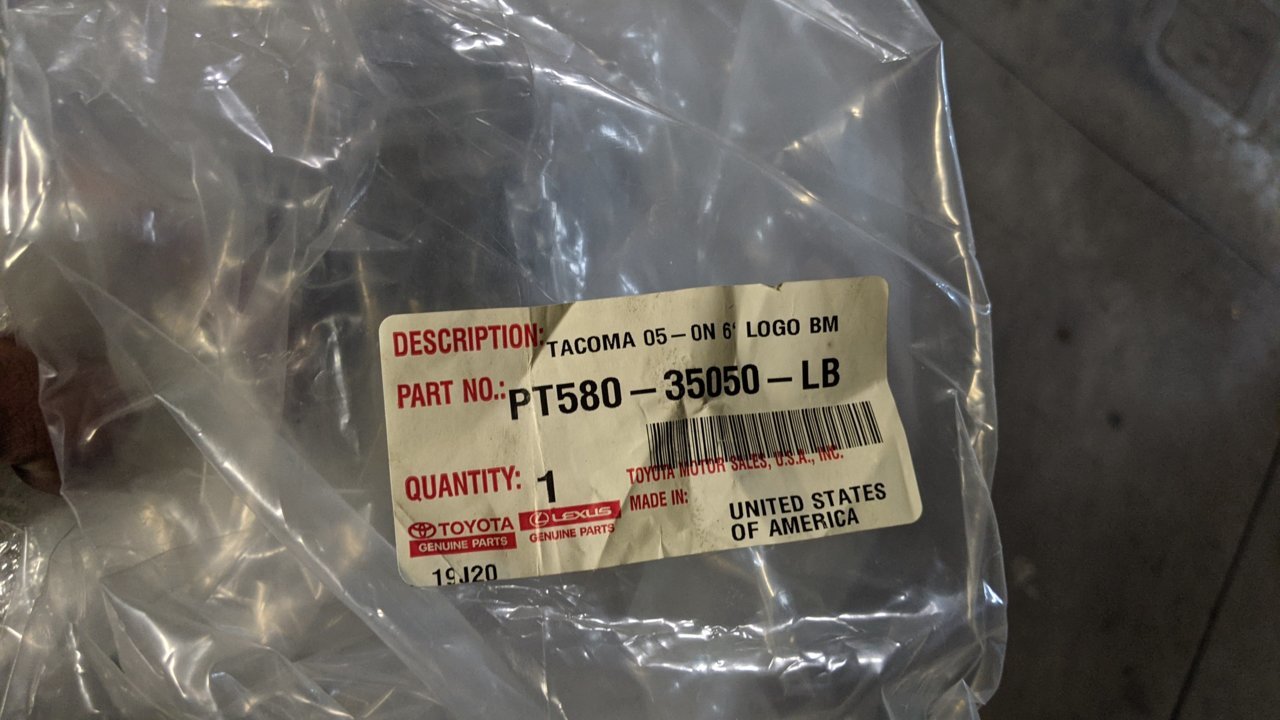 DESCRIPTION: TACOMA 05-ON 6' LOGO BM
PART NO.: PT580-35050-LB
QUANTITY: 1
TOYOTA MOTOR SALES, U.S.A., INC.
MADE IN: UNITED STATES
OF AMERICA
TOYOTA
GENUINE PARTS
LEXUS
GENUINE PARTS
19J20